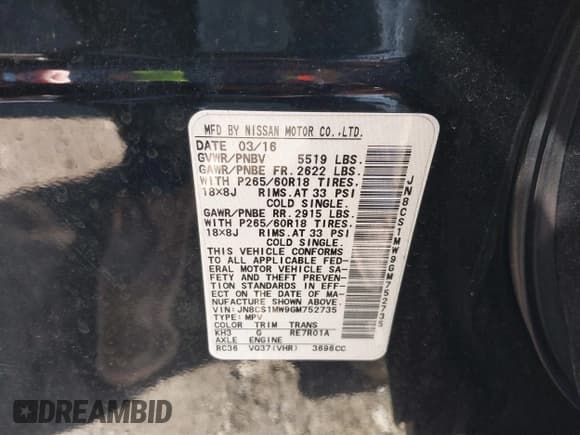 MFD BY NISSAN MOTOR CO.,LTD.
DATE 03/16
GVWR/PNBV 5519 LBS.
GAWR/PNBE FR. 2622 LBS.
WITH P265/60R18 TIRES.
18x8J RIMS.AT 33 PSI
COLD SINGLE.
GAWR/PNBE RR. 2915 LBS.
WITH P265/60R18 TIRES.
18x8J RIMS.AT 33 PSI
COLD SINGLE.
THIS VEHICLE CONFORMS
TO ALL APPLICABLE FED-
ERAL MOTOR VEHICLE SA-
FETY AND THEFT PREVEN-
TION STANDARDS IN EFF-
ECT ON THE DATE OF MA-
NUFACTURE SHOWN ABOVE.
VIN: JN8CS1MW9GM752735
TYPE: MPV
COLOR TRIM TRANS
KH3 G RE7R01A
AXLE ENGINE
RC36 VQ37(VHR) 3696CC
JN8CS1MW9GM752735
DREAMBID